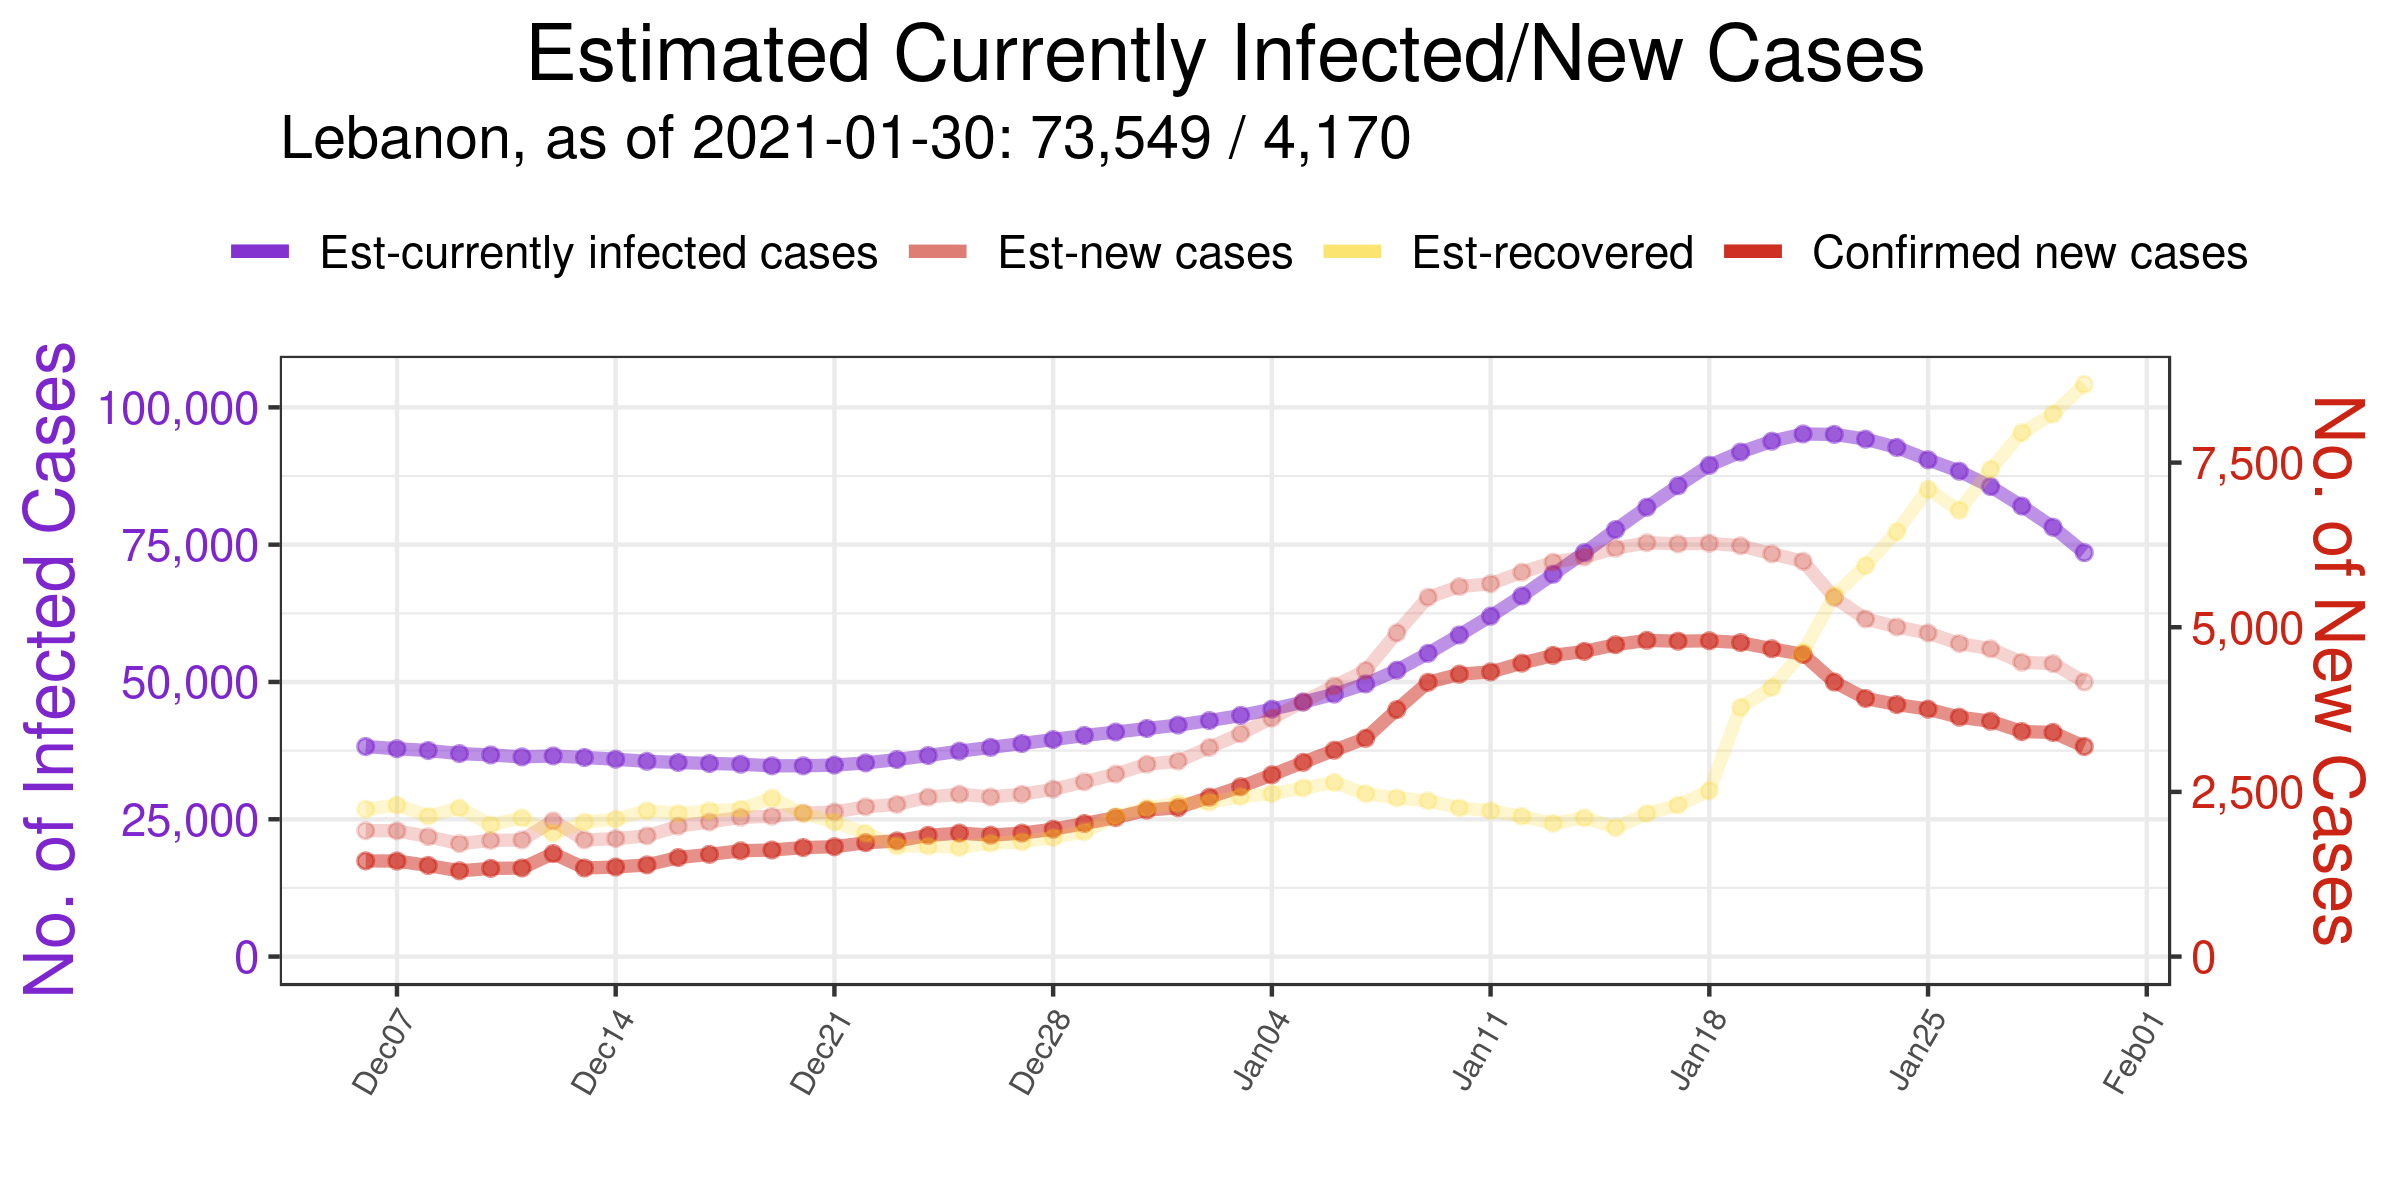 Estimated Currently Infected/New Cases
Lebanon, as of 2021-01-30: 73,549 / 4,170
Est-currently infected cases Est-new cases Est-recovered Confirmed new cases
No. of Infected Cases
100,000
75,000
50,000
25,000
0
7,500
5,000
2,500
0
No. of New Cases
Dec07 Dec14 Dec21 Dec28 Jan04 Jan11 Jan18 Jan25 Feb01